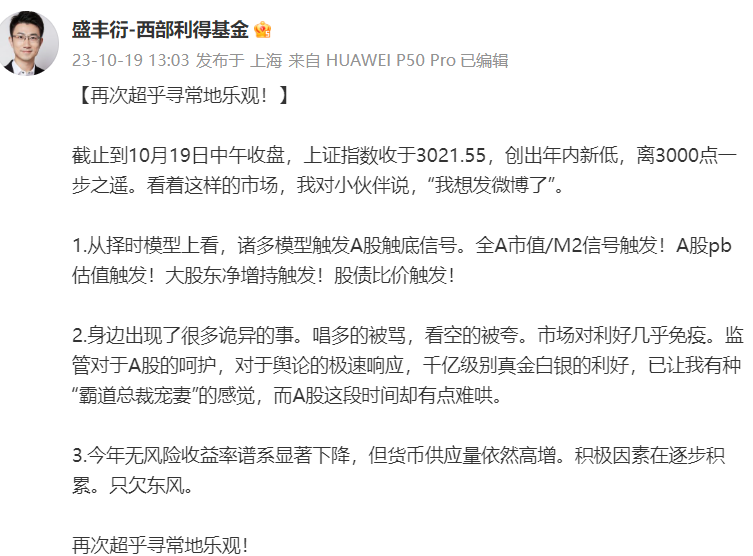 盛丰衍-西部利得基金
23-10-19 13:03 发布于 上海 来自 HUAWEI P50 Pro 已编辑
【再次超乎寻常地乐观！】
截止到10月19日中午收盘，上证指数收于3021.55，创出年内新低，离3000点一
步之遥。看着这样的市场，我对小伙伴说，“我想发微博了”。
1.从择时模型上看，诸多模型触发A股触底信号。全A市值/M2信号触发！A股pb
估值触发！大股东净增持触发！股债比价触发！
2.身边出现了很多诡异的事。唱多的被骂，看空的被夸。市场对利好几乎免疫。监
管对于A股的呵护，对于舆论的极速响应，千亿级别真金白银的利好，已让我有种
“霸道总裁宠妻”的感觉，而A股这段时间却有点难哄。
3.今年无风险收益率谱系显著下降，但货币供应量依然高增。积极因素在逐步积
累。只欠东风。
再次超乎寻常地乐观！